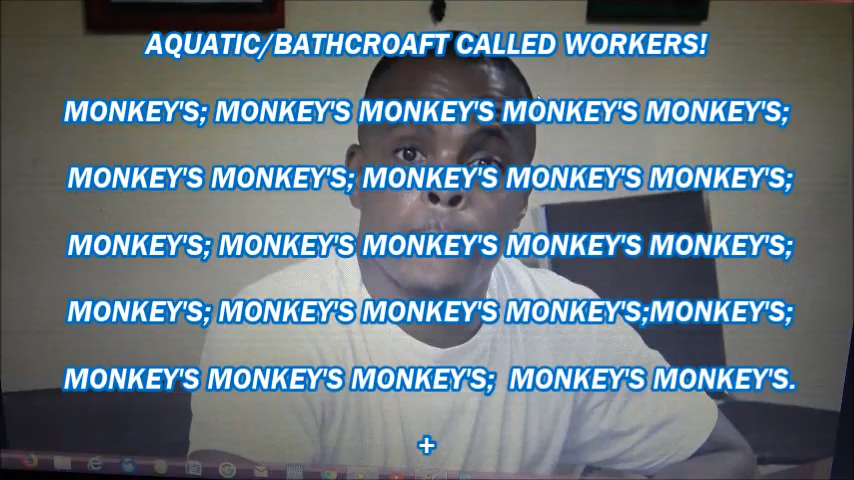 AQUATIC/BATHCROAFT CALLED WORKERS!
MONKEY'S; MONKEY'S MONKEY'S MONKEY'S MONKEY'S;
MONKEY'S MONKEY'S; MONKEY'S MONKEY'S MONKEY'S;
MONKEY'S; MONKEY'S MONKEY'S MONKEY'S MONKEY'S;
MONKEY'S; MONKEY'S MONKEY'S MONKEY'S;MONKEY'S;
MONKEY'S MONKEY'S MONKEY'S;  MONKEY'S MONKEY'S.
+